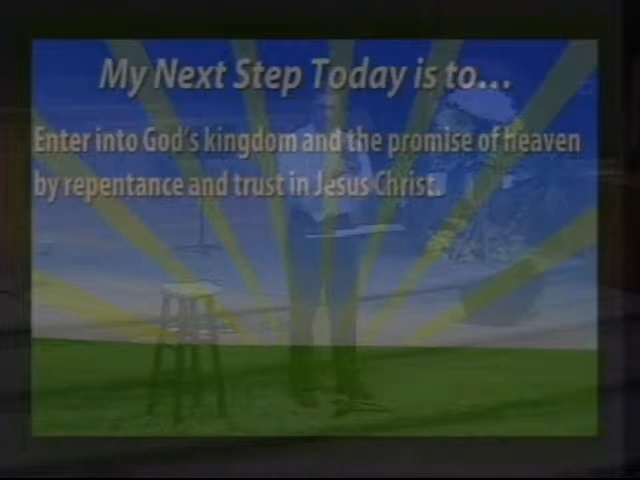 My Next Step Today is to...
Enter into God's kingdom and the promise of Heaven
by repentance and trust in Jesus Christ.